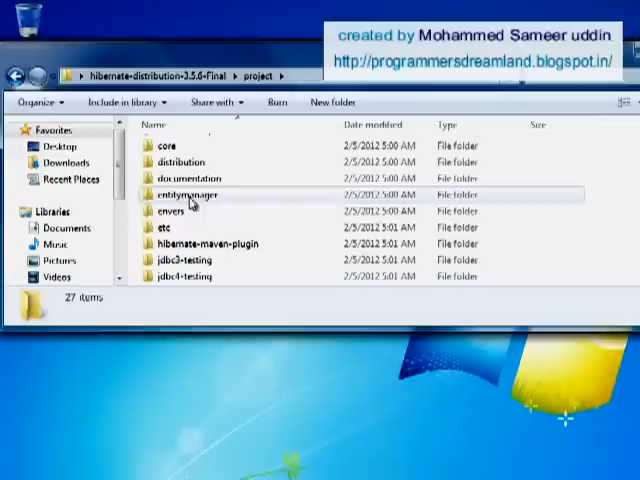 created by Mohammed Sameer uddin
http://programmersdreamland.blogspot.in/
hibernate-distribution-3.5.6-Final project
Organize Include in library Share with Burn New folder
Favorites
Desktop
Downloads
Recent Places
Libraries
Documents
Music
Pictures
Videos
Name Date modified Type Size
core 2/5/2012 5:00 AM File folder
distribution 2/5/2012 5:00 AM File folder
documentation 2/5/2012 5:00 AM File folder
entitymanager 2/5/2012 5:00 AM File folder
envers 2/5/2012 5:00 AM File folder
etc 2/5/2012 5:01 AM File folder
hibernate-maven-plugin 2/5/2012 5:01 AM File folder
jdbc3-testing 2/5/2012 5:01 AM File folder
jdbc4-testing 2/5/2012 5:01 AM File folder
27 items